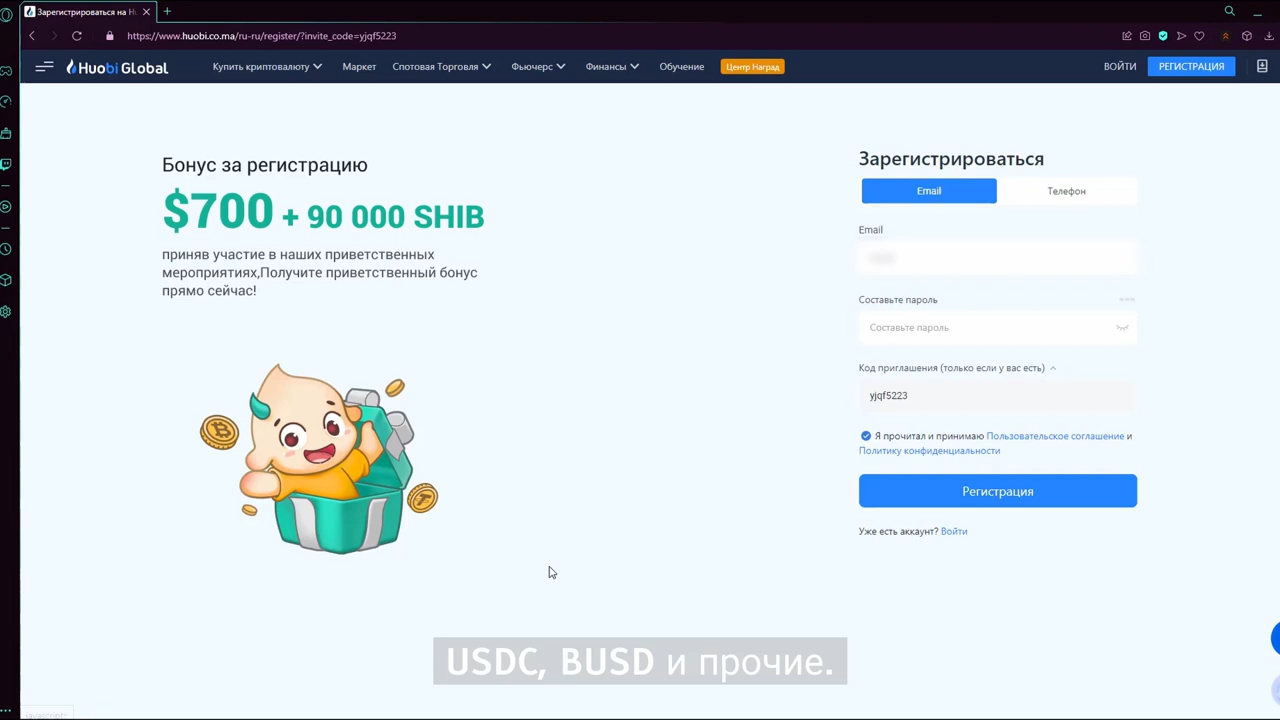 Зарегистрироваться на Hu
https://www.huobi.co.ma/ru-ru/register/?invite_code=yjqf5223
Huobi Global
Купить криптовалюту
Маркет
Спотовая Торговля
Фьючерс
Финансы
Обучение
Центр Наград
ВОЙТИ
РЕГИСТРАЦИЯ
Бонус за регистрацию
$700 + 90 000 SHIB
приняв участие в наших приветственных
мероприятиях,Получите приветственный бонус
прямо сейчас!
Зарегистрироваться
Email
Телефон
Email
Составьте пароль
Составьте пароль
Код приглашения (только если у вас есть)
yjqf5223
Я прочитал и принимаю Пользовательское соглашение и
Политику конфиденциальности
Регистрация
Уже есть аккаунт? Войти
USDC, BUSD и прочие.